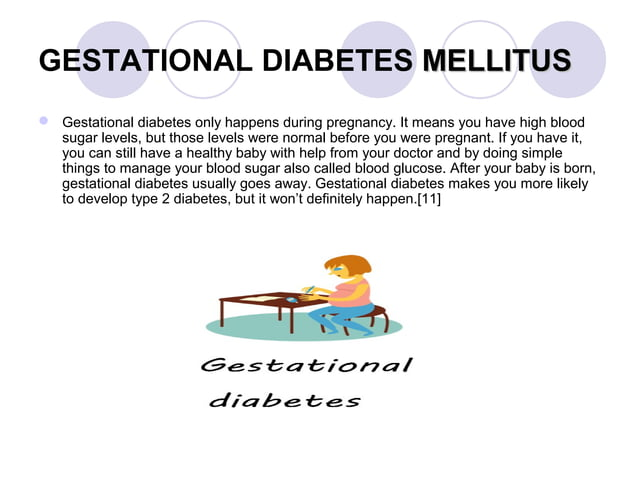 GESTATIONAL DIABETES MELLITUS
Gestational diabetes only happens during pregnancy. It means you have high blood
sugar levels, but those levels were normal before you were pregnant. If you have it,
you can still have a healthy baby with help from your doctor and by doing simple
things to manage your blood sugar also called blood glucose. After your baby is born,
gestational diabetes usually goes away. Gestational diabetes makes you more likely
to develop type 2 diabetes, but it won’t definitely happen.[11]
Gestational
diabetes